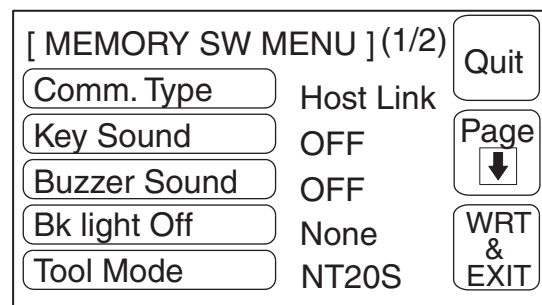 [ MEMORY SW MENU ] (1/2)
Quit
Comm. Type Host Link
Key Sound OFF
Page
Buzzer Sound OFF
Bk light Off None
WRT
&
EXIT
Tool Mode NT20S